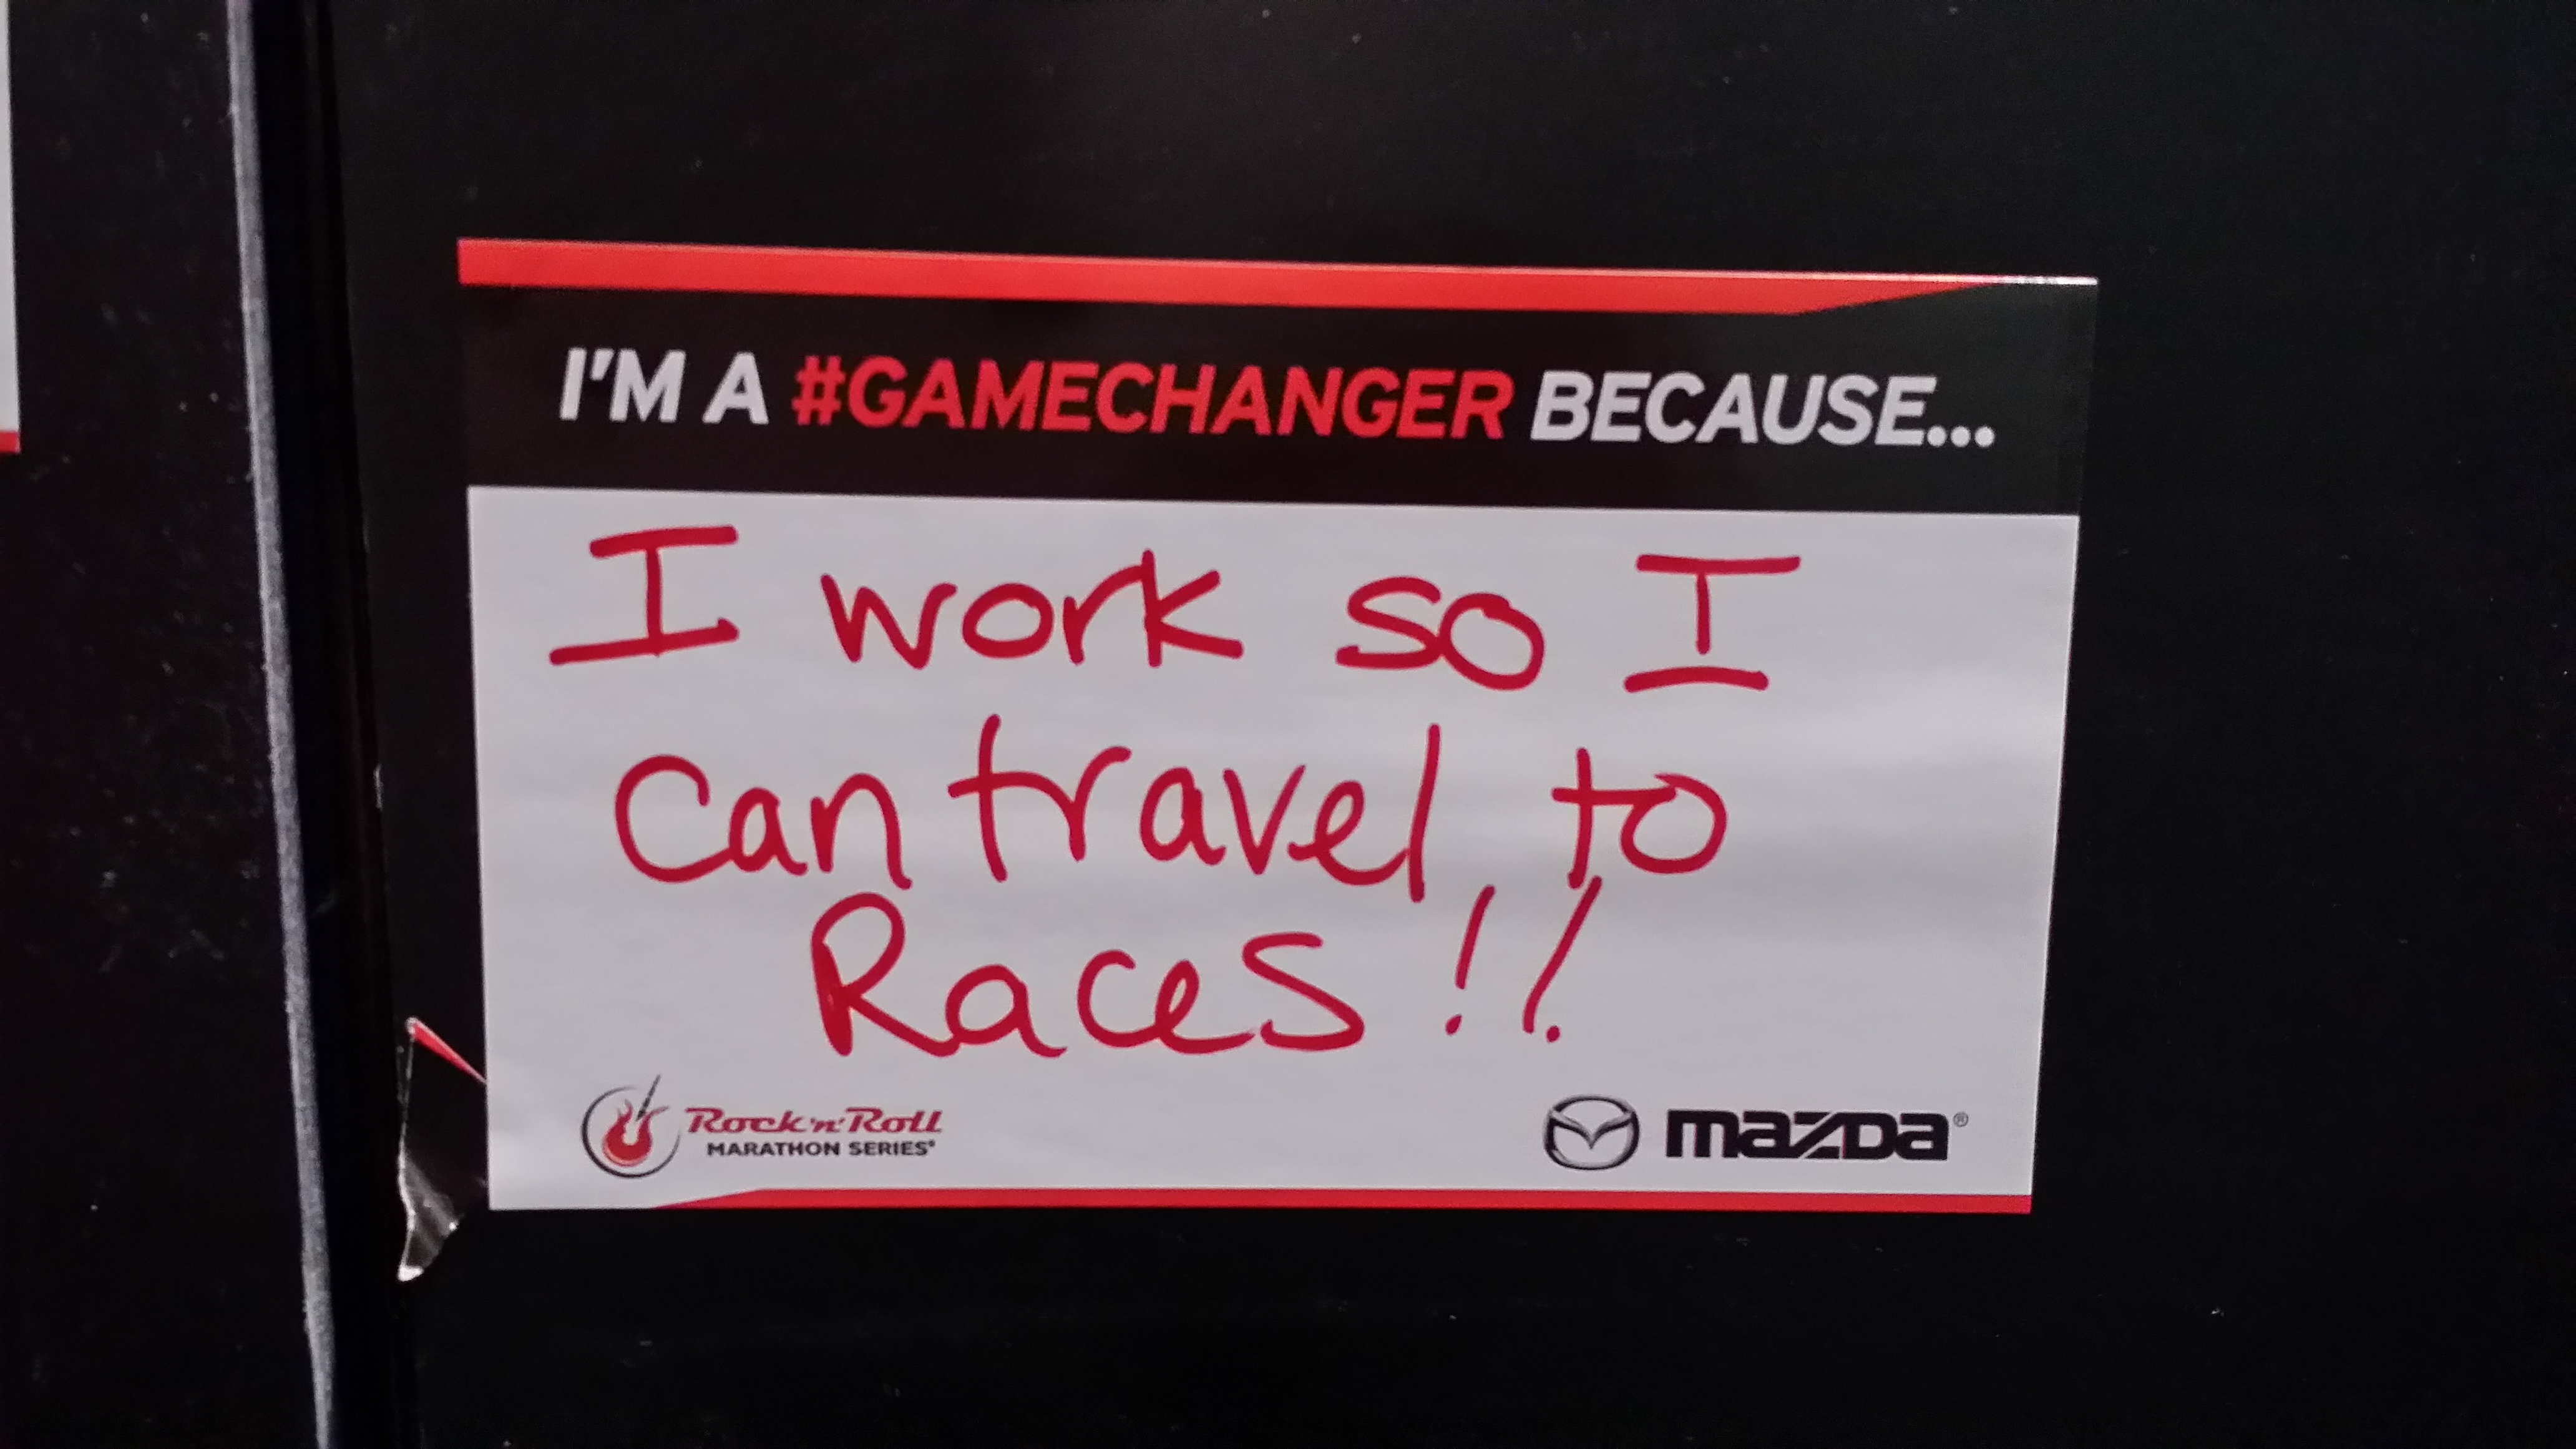 I'M A #GAMECHANGER BECAUSE...
I work so I
can travel to
Races!!
Rock 'n' Roll
MARATHON SERIES®
mazDa®